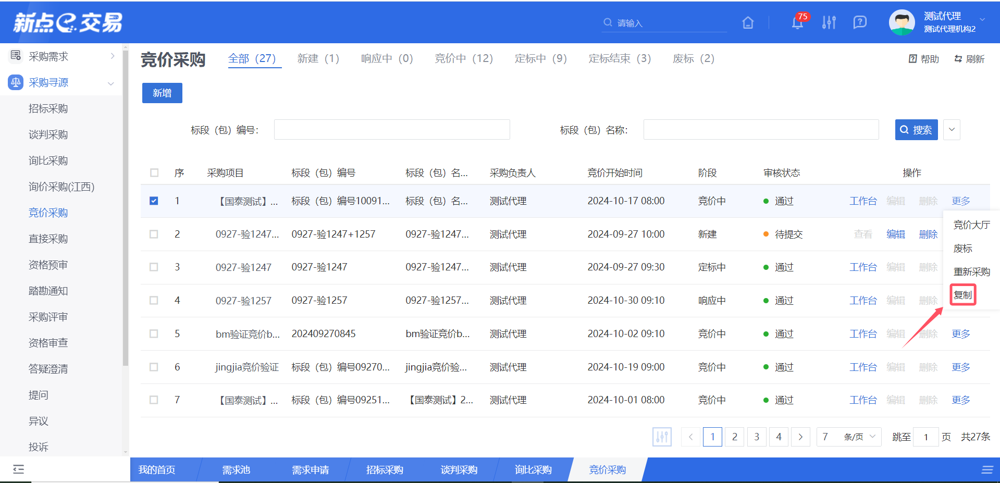 新点e交易
请输入
75
测试代理
测试代理机构2
采购需求
采购寻源
招标采购
谈判采购
询比采购
询价采购(江西)
竞价采购
直接采购
资格预审
踏勘通知
采购评审
资格审查
答疑澄清
提问
异议
投诉
竞价采购 全部（27） 新建（1） 响应中（0） 竞价中（12） 定标中（9） 定标结束（3） 废标（2） 帮助 刷新
新增
标段（包）编号： 标段（包）名称： 搜索
序 采购项目 标段（包）编号 标段（包）名... 采购负责人 竞价开始时间 阶段 审核状态 操作
1 【国泰测试】... 标段（包）编号10091... 标段（包）名... 测试代理 2024-10-17 08:00 竞价中 通过 工作台 编辑 删除 更多
2 0927-验1247... 0927-验1247+1257 0927-验1247... 测试代理 2024-09-27 10:00 新建 待提交 查看 编辑 删除
3 0927-验1247 0927-验1247 0927-验1247... 测试代理 2024-09-27 09:30 定标中 通过 工作台 编辑 删除
4 0927-验1257 0927-验1257 0927-验1257... 测试代理 2024-10-30 09:10 响应中 通过 工作台 编辑 删除
5 bm验证竞价b... 202409270845 bm验证竞价b... 测试代理 2024-10-02 09:10 竞价中 通过 工作台 编辑 删除 更多
6 jingjia竞价验证 标段（包）编号09270... jingjia竞价验... 测试代理 2024-10-19 09:00 竞价中 通过 工作台 编辑 删除 更多
7 【国泰测试】... 标段（包）编号09251... 【国泰测试】2... 测试代理 2024-10-01 08:00 竞价中 通过 工作台 编辑 删除 更多
竞价大厅
废标
重新采购
复制
1 2 3 4 7 条/页 跳至 1 页 共27条
我的首页 需求池 需求申请 招标采购 谈判采购 询比采购 竞价采购